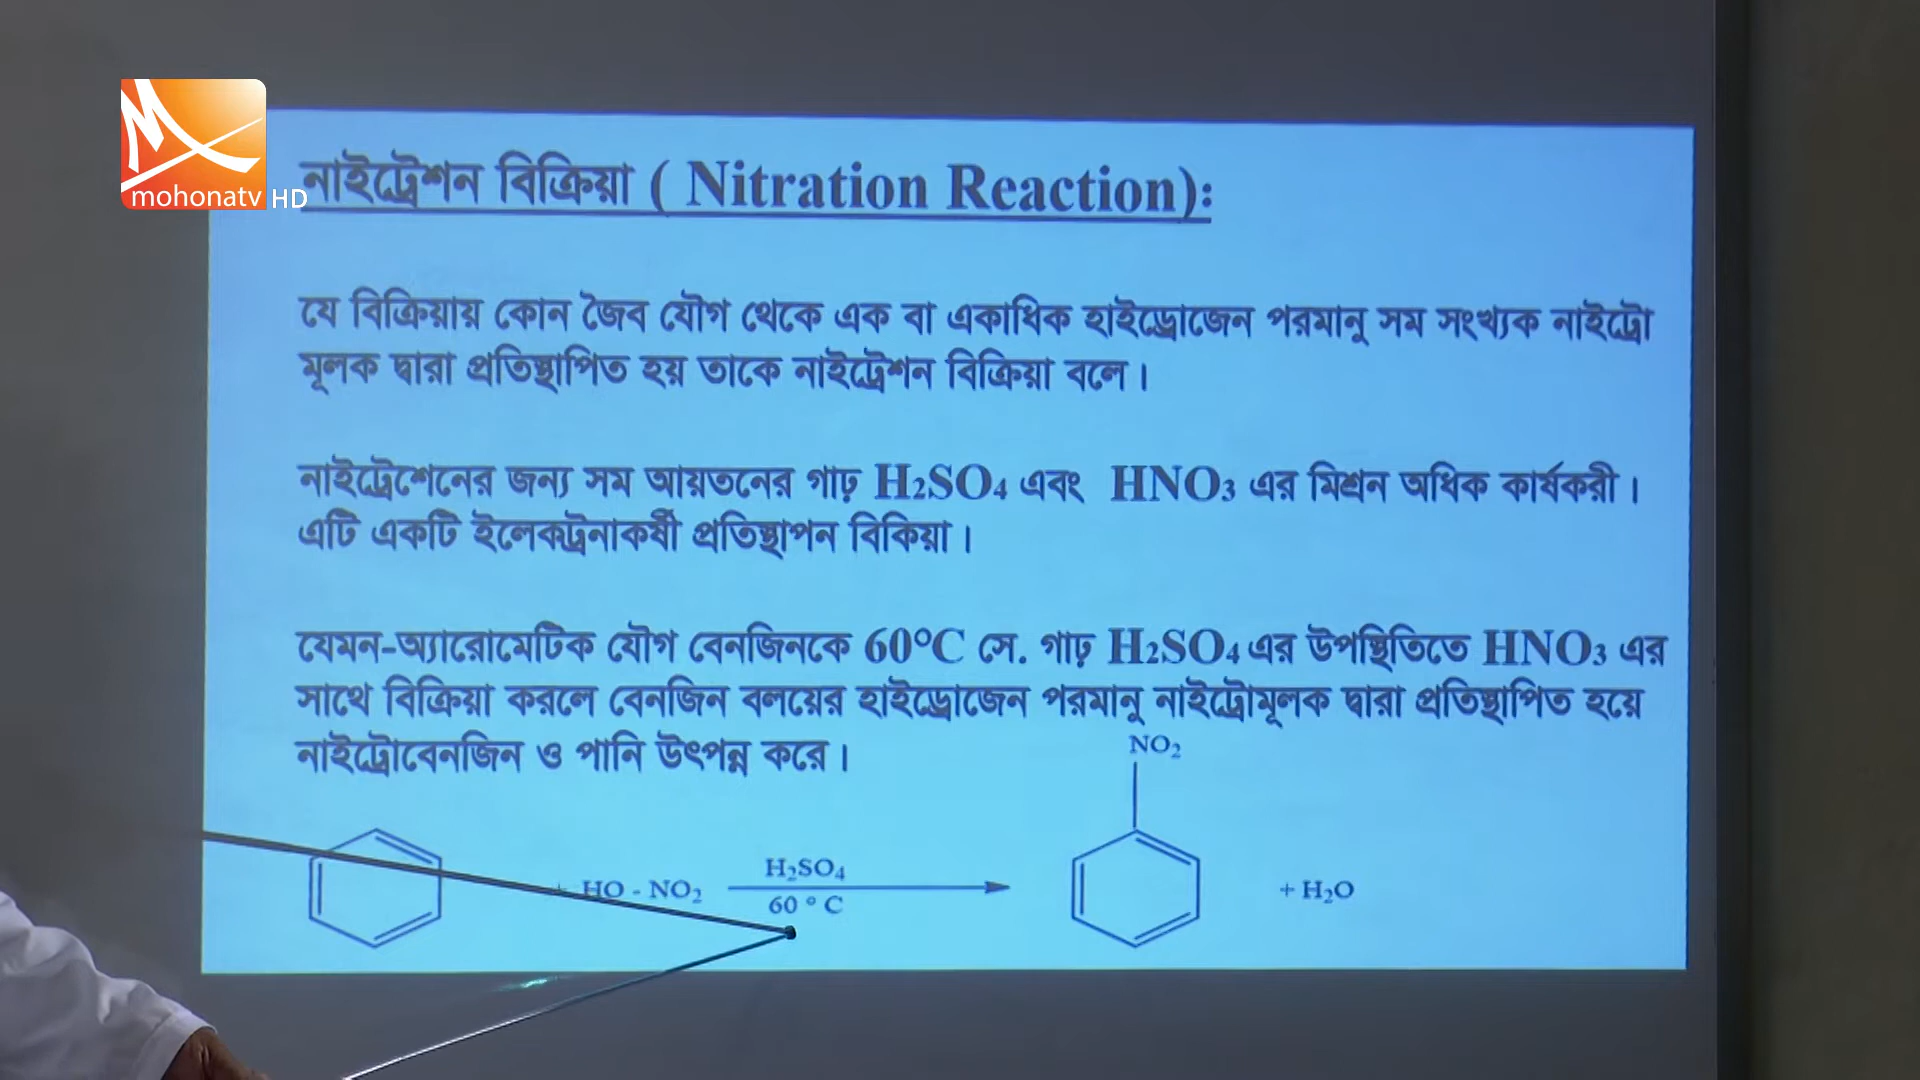 mohonatv HD
নাইট্রেশন বিক্রিয়া ( Nitration Reaction):
যে বিক্রিয়ায় কোন জৈব যৌগ থেকে এক বা একাধিক হাইড্রোজেন পরমানু সম সংখ্যক নাইট্রো
মূলক দ্বারা প্রতিস্থাপিত হয় তাকে নাইট্রেশন বিক্রিয়া বলে।
নাইট্রেশেনের জন্য সম আয়তনের গাঢ় H₂SO₄ এবং HNO₃ এর মিশ্রন অধিক কার্যকরী।
এটি একটি ইলেকট্রনাকর্ষী প্রতিস্থাপন বিকিয়া।
যেমন-অ্যারোমেটিক যৌগ বেনজিনকে 60°C সে. গাঢ় H₂SO₄ এর উপস্থিতিতে HNO₃ এর
সাথে বিক্রিয়া করলে বেনজিন বলয়ের হাইড্রোজেন পরমানু নাইট্রোমূলক দ্বারা প্রতিস্থাপিত হয়ে
নাইট্রোবেনজিন ও পানি উৎপন্ন করে।
NO₂
H₂SO₄
+ HO - NO₂
60 ° C
+ H₂O